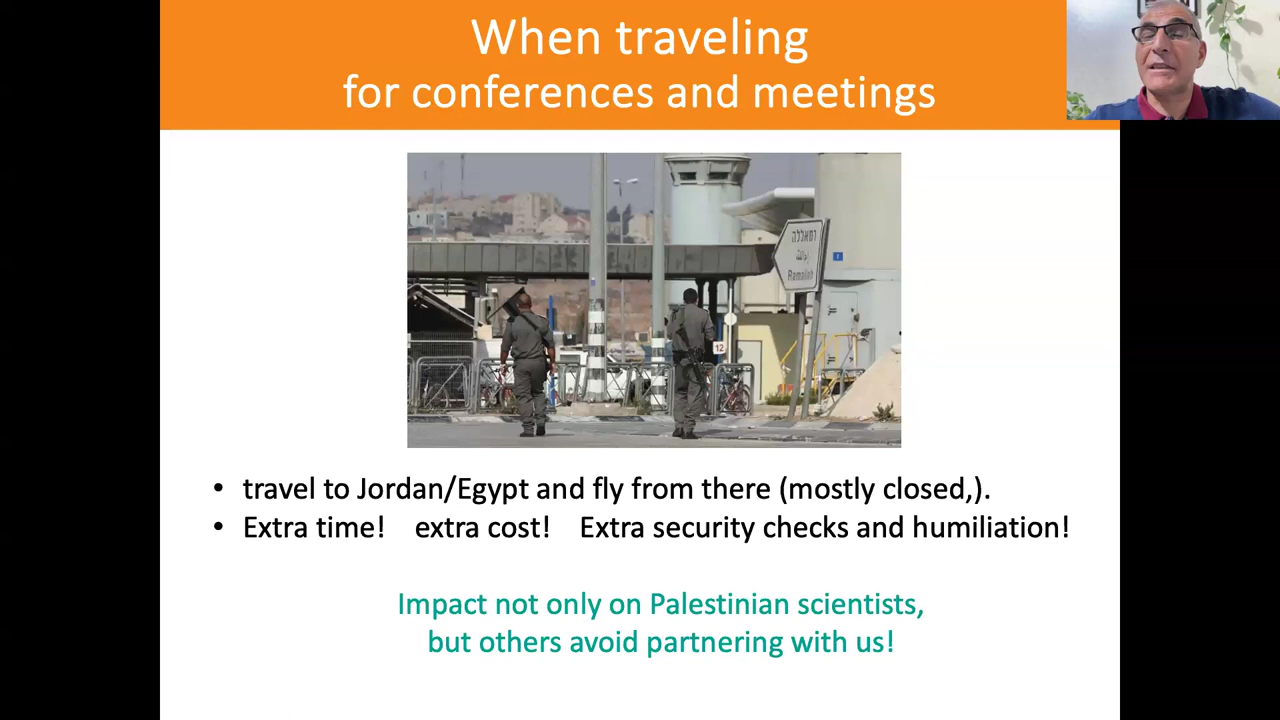 When traveling
for conferences and meetings
רמאללה
Ramallah
12
• travel to Jordan/Egypt and fly from there (mostly closed,).
• Extra time! extra cost! Extra security checks and humiliation!
Impact not only on Palestinian scientists,
but others avoid partnering with us!